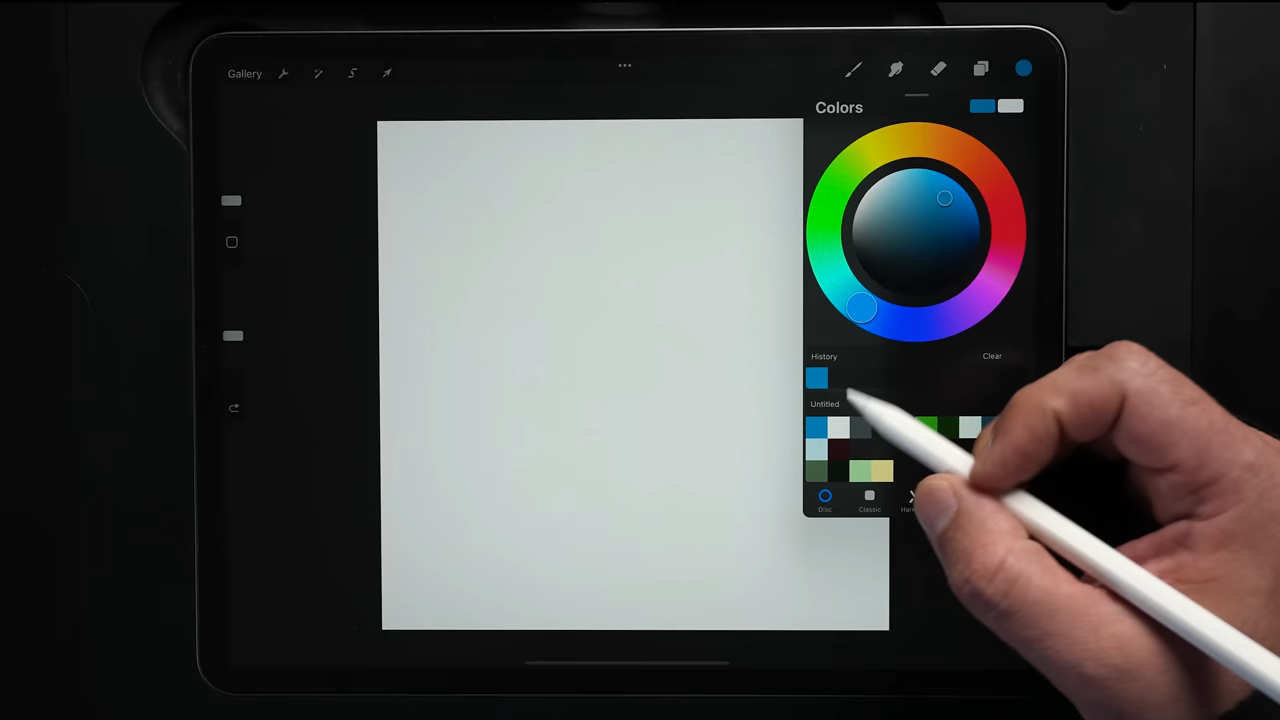 Gallery
Colors
History
Clear
Untitled
Disc
Classic